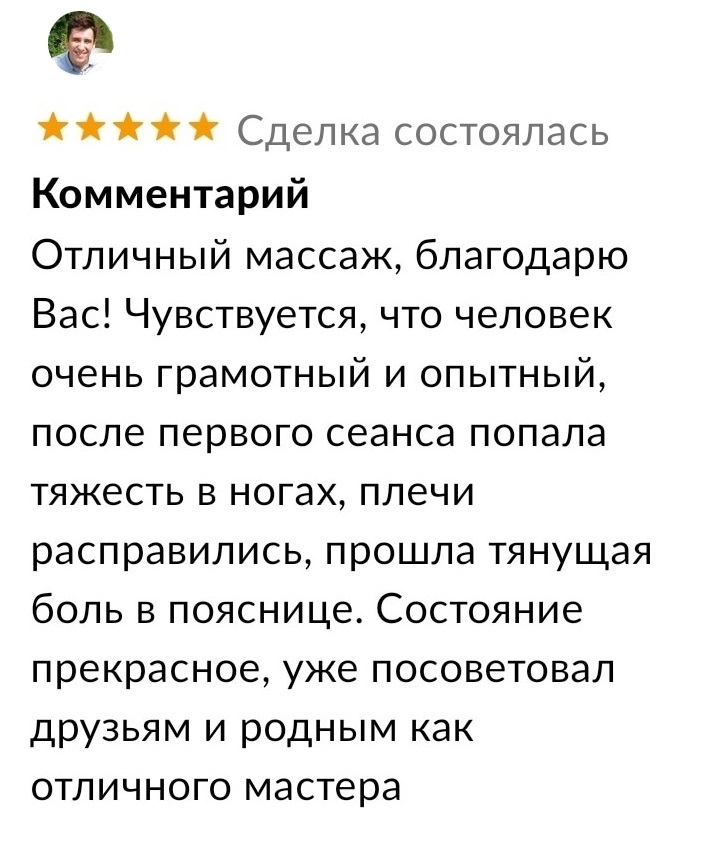 Сделка состоялась
Комментарий
Отличный массаж, благодарю
Вас! Чувствуется, что человек
очень грамотный и опытный,
после первого сеанса попала
тяжесть в ногах, плечи
расправились, прошла тянущая
боль в пояснице. Состояние
прекрасное, уже посоветовал
друзьям и родным как
отличного мастера